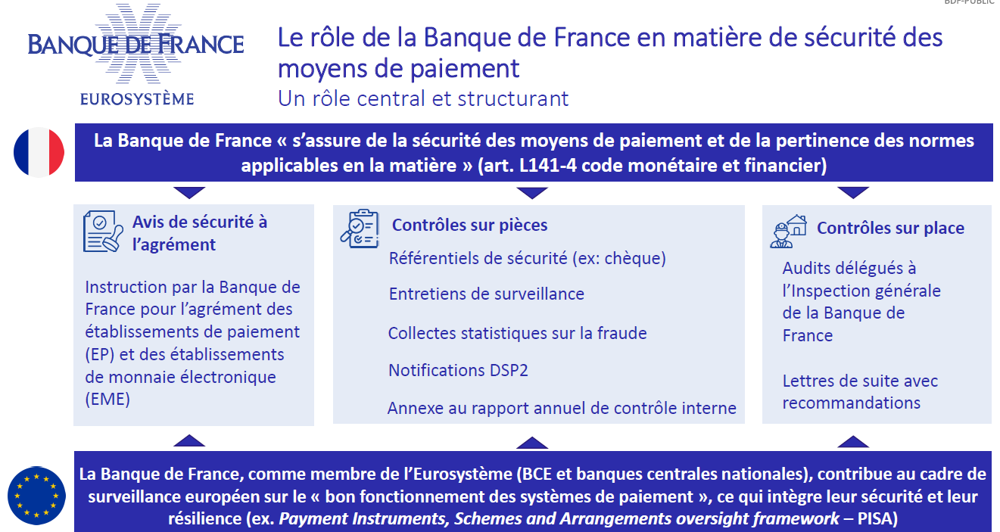 BDF-PUBLIC
BANQUE DE FRANCE
EUROSYSTÈME
Le rôle de la Banque de France en matière de sécurité des
moyens de paiement
Un rôle central et structurant
La Banque de France « s’assure de la sécurité des moyens de paiement et de la pertinence des normes
applicables en la matière » (art. L141-4 code monétaire et financier)
Avis de sécurité à
l’agrément
Instruction par la Banque de
France pour l’agrément des
établissements de paiement
(EP) et des établissements
de monnaie électronique
(EME)
Contrôles sur pièces
Référentiels de sécurité (ex: chèque)
Entretiens de surveillance
Collectes statistiques sur la fraude
Notifications DSP2
Annexe au rapport annuel de contrôle interne
Contrôles sur place
Audits délégués à
l’Inspection générale
de la Banque de
France
Lettres de suite avec
recommandations
La Banque de France, comme membre de l’Eurosystème (BCE et banques centrales nationales), contribue au cadre de
surveillance européen sur le « bon fonctionnement des systèmes de paiement », ce qui intègre leur sécurité et leur
résilience (ex. Payment Instruments, Schemes and Arrangements oversight framework – PISA)